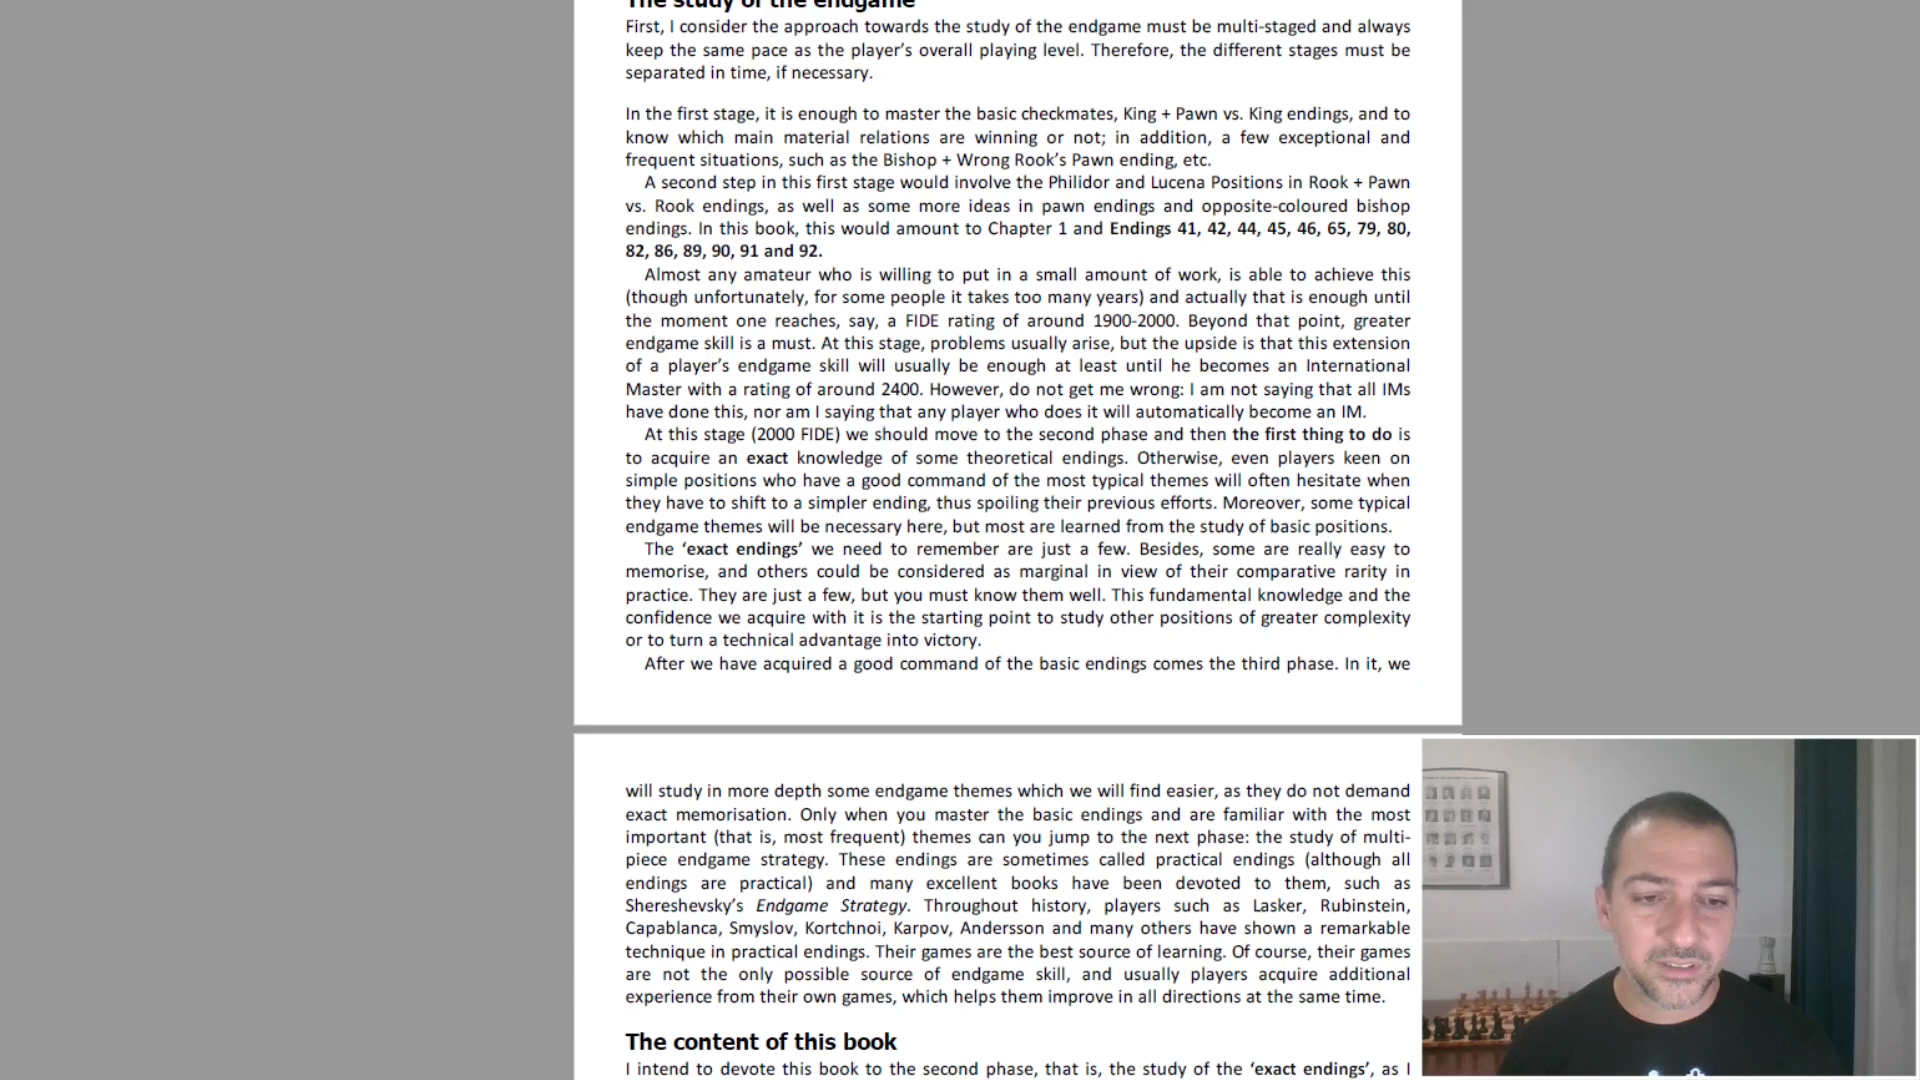 The study of the endgame
First, I consider the approach towards the study of the endgame must be multi-staged and always
keep the same pace as the player's overall playing level. Therefore, the different stages must be
separated in time, if necessary.
In the first stage, it is enough to master the basic checkmates, King + Pawn vs. King endings, and to
know which main material relations are winning or not; in addition, a few exceptional and
frequent situations, such as the Bishop + Wrong Rook's Pawn ending, etc.
A second step in this first stage would involve the Philidor and Lucena Positions in Rook + Pawn
vs. Rook endings, as well as some more ideas in pawn endings and opposite-coloured bishop
endings. In this book, this would amount to Chapter 1 and Endings 41, 42, 44, 45, 46, 65, 79, 80,
82, 86, 89, 90, 91 and 92.
Almost any amateur who is willing to put in a small amount of work, is able to achieve this
(though unfortunately, for some people it takes too many years) and actually that is enough until
the moment one reaches, say, a FIDE rating of around 1900-2000. Beyond that point, greater
endgame skill is a must. At this stage, problems usually arise, but the upside is that this extension
of a player's endgame skill will usually be enough at least until he becomes an International
Master with a rating of around 2400. However, do not get me wrong: I am not saying that all IMs
have done this, nor am I saying that any player who does it will automatically become an IM.
At this stage (2000 FIDE) we should move to the second phase and then the first thing to do is
to acquire an exact knowledge of some theoretical endings. Otherwise, even players keen on
simple positions who have a good command of the most typical themes will often hesitate when
they have to shift to a simpler ending, thus spoiling their previous efforts. Moreover, some typical
endgame themes will be necessary here, but most are learned from the study of basic positions.
The 'exact endings' we need to remember are just a few. Besides, some are really easy to
memorise, and others could be considered as marginal in view of their comparative rarity in
practice. They are just a few, but you must know them well. This fundamental knowledge and the
confidence we acquire with it is the starting point to study other positions of greater complexity
or to turn a technical advantage into victory.
After we have acquired a good command of the basic endings comes the third phase. In it, we
will study in more depth some endgame themes which we will find easier, as they do not demand
exact memorisation. Only when you master the basic endings and are familiar with the most
important (that is, most frequent) themes can you jump to the next phase: the study of multi-
piece endgame strategy. These endings are sometimes called practical endings (although all
endings are practical) and many excellent books have been devoted to them, such as
Shereshevsky's Endgame Strategy. Throughout history, players such as Lasker, Rubinstein,
Capablanca, Smyslov, Kortchnoi, Karpov, Andersson and many others have shown a remarkable
technique in practical endings. Their games are the best source of learning. Of course, their games
are not the only possible source of endgame skill, and usually players acquire additional
experience from their own games, which helps them improve in all directions at the same time.
The content of this book
I intend to devote this book to the second phase, that is, the study of the 'exact endings', as I